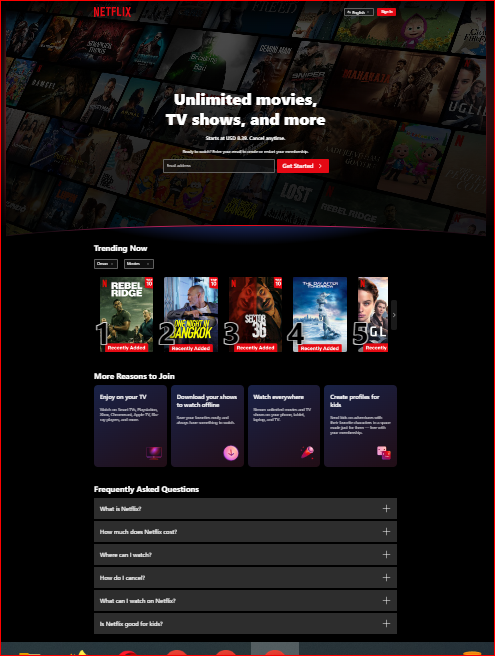 NETFLIX
English
Sign In
Unlimited movies,
TV shows, and more
Starts at USD 8.39. Cancel anytime.
Ready to watch? Enter your email to create or restart your membership.
Email address
Get Started
Trending Now
Oman
Movies
REBEL
RIDGE
TOP
10
1
Recently Added
TOP
10
ONE NIGHT IN
BANGKOK
2
Recently Added
SECTOR
36
TOP
10
3
Recently Added
THE DAY AFTER
TOMORROW
4
Recently Added
5
Recently
More Reasons to Join
Enjoy on your TV
Watch on Smart TVs, Playstation,
Xbox, Chromecast, Apple TV, Blu-
ray players, and more.
Download your shows
to watch offline
Save your favorites easily and
always have something to watch.
Watch everywhere
Stream unlimited movies and TV
shows on your phone, tablet,
laptop, and TV.
Create profiles for
kids
Send kids on adventures with
their favorite characters in a space
made just for them — free with
your membership.
Frequently Asked Questions
What is Netflix?
How much does Netflix cost?
Where can I watch?
How do I cancel?
What can I watch on Netflix?
Is Netflix good for kids?